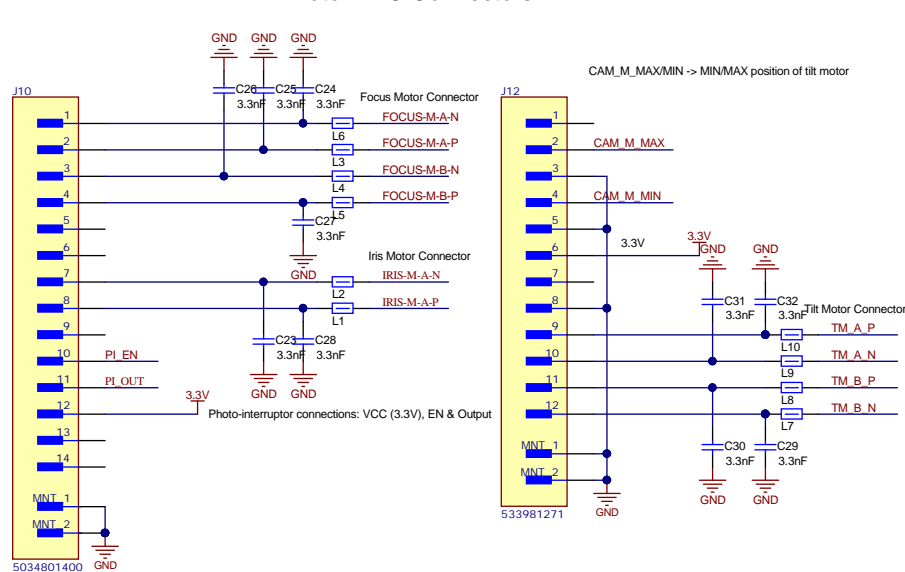 GND GND GND
CAM_M_MAX/MIN -> MIN/MAX position of tilt motor
J10
C26 C25 C24
3.3nF 3.3nF 3.3nF
Focus Motor Connector
1
FOCUS-M-A-N
L6
2
FOCUS-M-A-P
L3
3
FOCUS-M-B-N
L4
4
FOCUS-M-B-P
L5
5
C27
3.3nF
6
GND
Iris Motor Connector
7
IRIS-M-A-N
L2
8
IRIS-M-A-P
L1
9
C23 C28
3.3nF 3.3nF
10
PI_EN
11
PI_OUT
GND GND
12
3.3V
Photo-interruptor connections: VCC (3.3V), EN & Output
13
14
MNT_1
MNT_2
GND
5034801400
J12
1
2
CAM_M_MAX
3
4
CAM_M_MIN
5
6
3.3V
3.3V
GND GND
7
8
C31 C32
3.3nF 3.3nF
Tilt Motor Connector
9
TM_A_P
L10
10
TM_A_N
L9
11
TM_B_P
L8
12
TM_B_N
L7
MNT_1
C30 C29
3.3nF 3.3nF
MNT_2
GND GND
GND
533981271